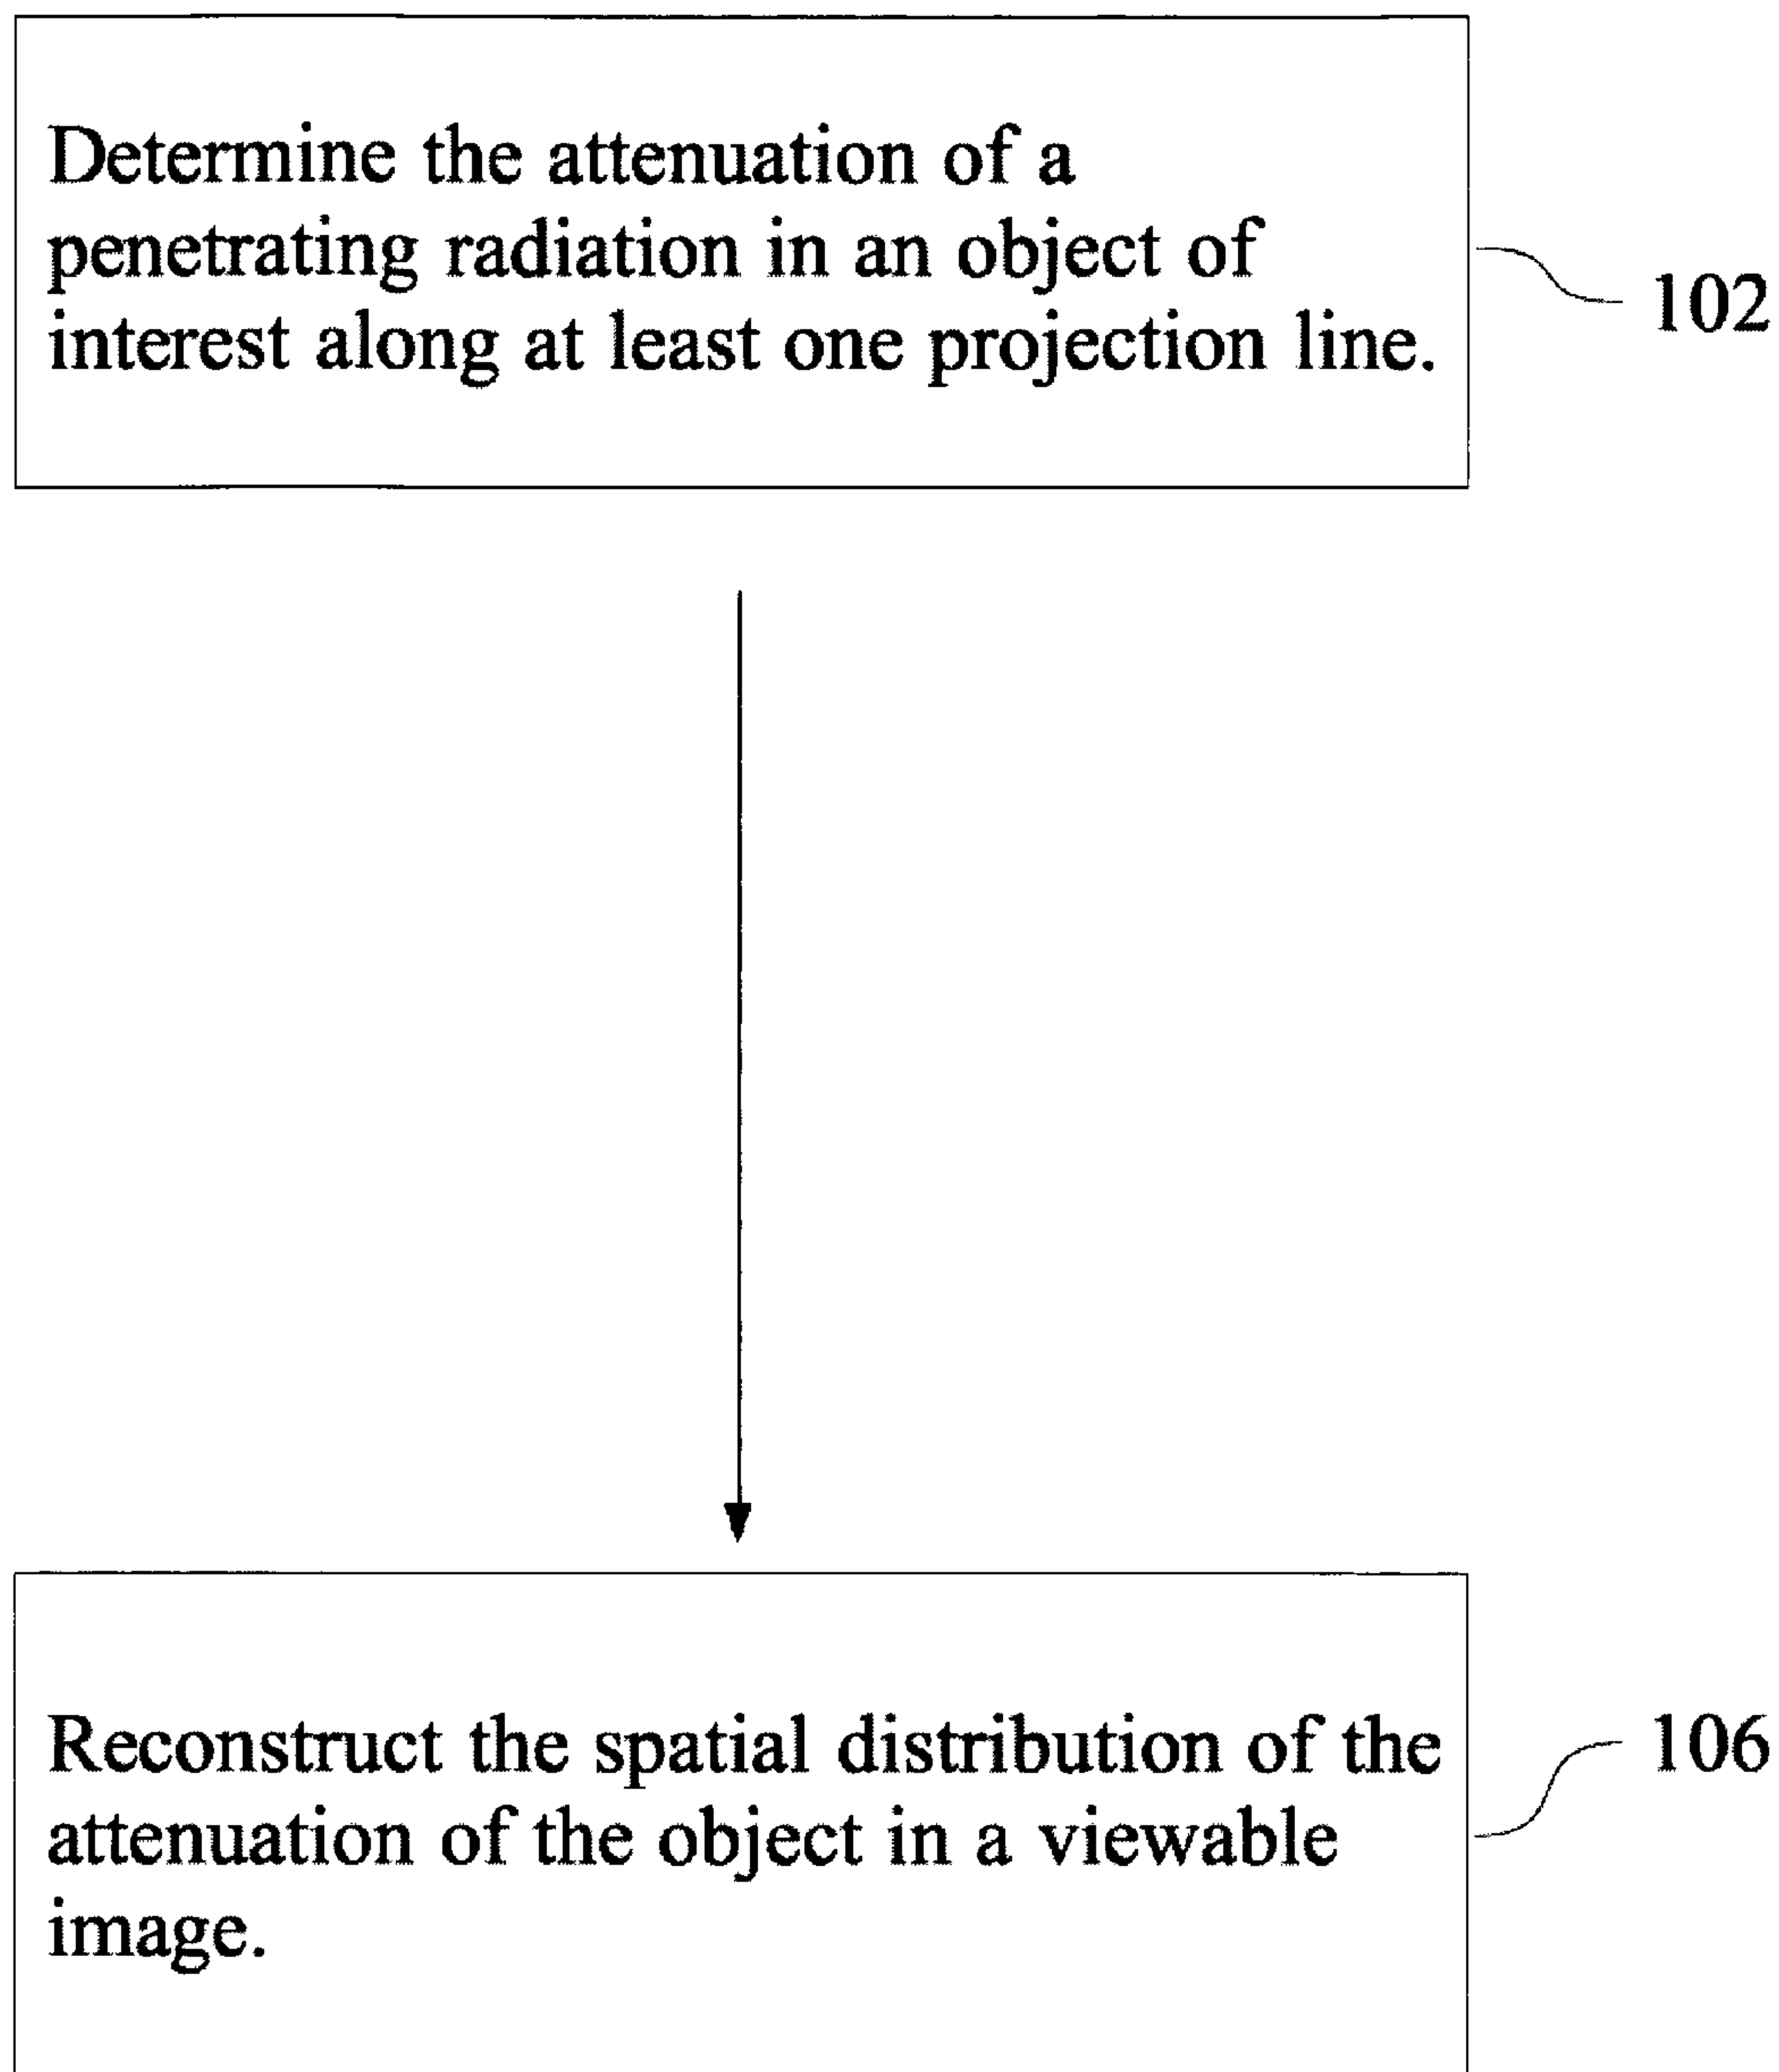 Determine the attenuation of a
penetrating radiation in an object of
interest along at least one projection line.
102
Reconstruct the spatial distribution of the
attenuation of the object in a viewable
image.
106